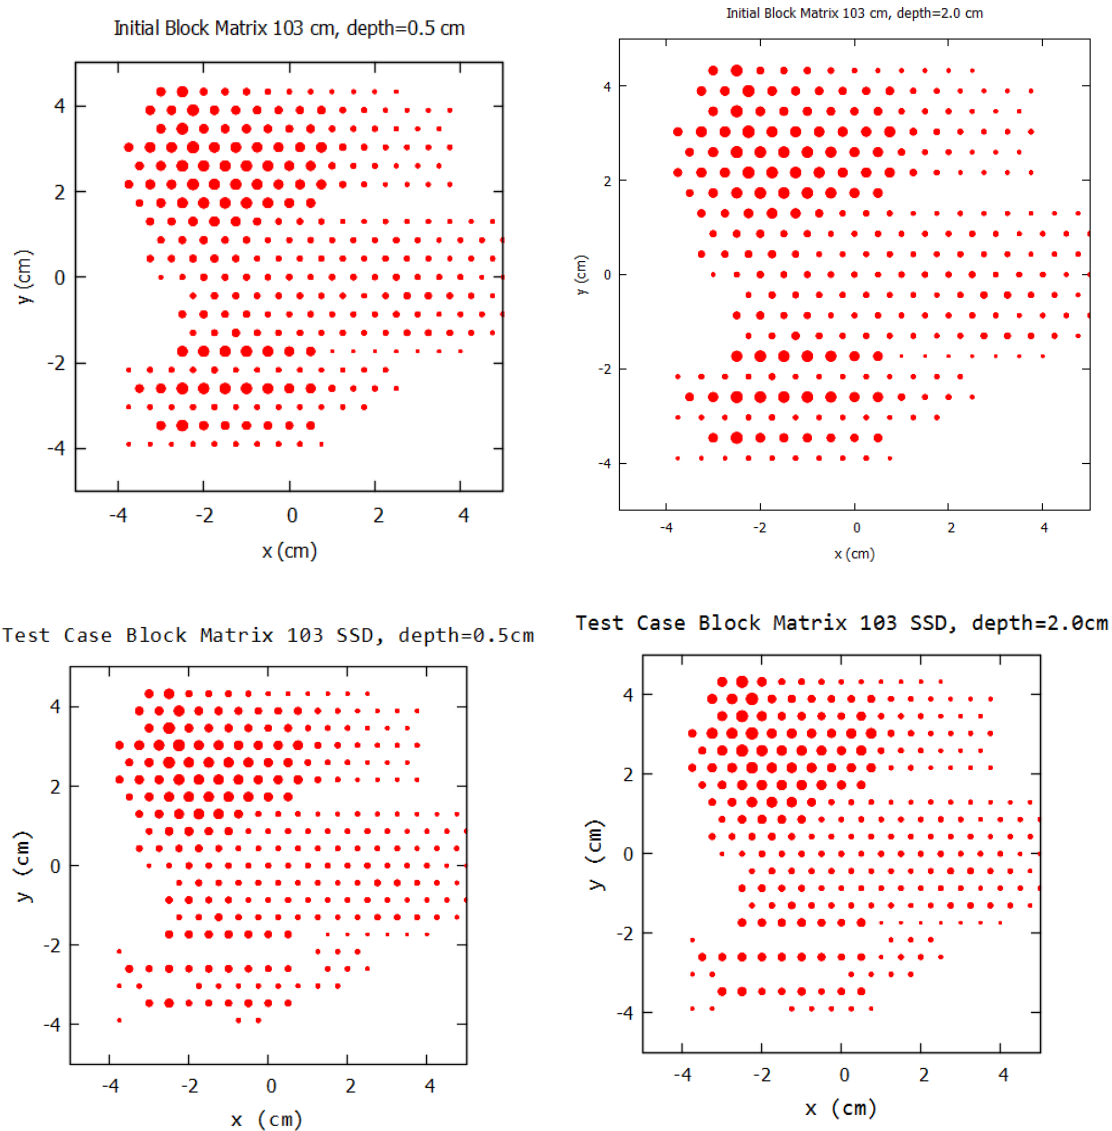 Initial Block Matrix 103 cm, depth=0.5 cm
4
2
0
-2
-4
y (cm)
-4 -2 0 2 4
x (cm)
Initial Block Matrix 103 cm, depth=2.0 cm
4
2
0
-2
-4
y (cm)
-4 -2 0 2 4
x (cm)
Test Case Block Matrix 103 SSD, depth=0.5cm
4
2
0
-2
-4
y (cm)
-4 -2 0 2 4
x (cm)
Test Case Block Matrix 103 SSD, depth=2.0cm
4
2
0
-2
-4
y (cm)
-4 -2 0 2 4
x (cm)